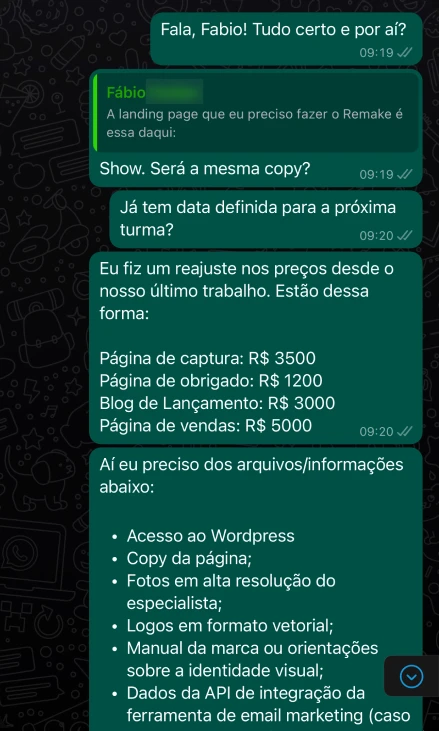 Fala, Fabio! Tudo certo e por aí?
09:19
Fábio
A landing page que eu preciso fazer o Remake é
essa daqui:
Show. Será a mesma copy?
09:19
Já tem data definida para a próxima
turma?
09:20
Eu fiz um reajuste nos preços desde o
nosso último trabalho. Estão dessa
forma:
Página de captura: R$ 3500
Página de obrigado: R$ 1200
Blog de Lançamento: R$ 3000
Página de vendas: R$ 5000
09:20
Aí eu preciso dos arquivos/informações
abaixo:
• Acesso ao Wordpress
• Copy da página;
• Fotos em alta resolução do
especialista;
• Logos em formato vetorial;
• Manual da marca ou orientações
sobre a identidade visual;
• Dados da API de integração da
ferramenta de email marketing (caso